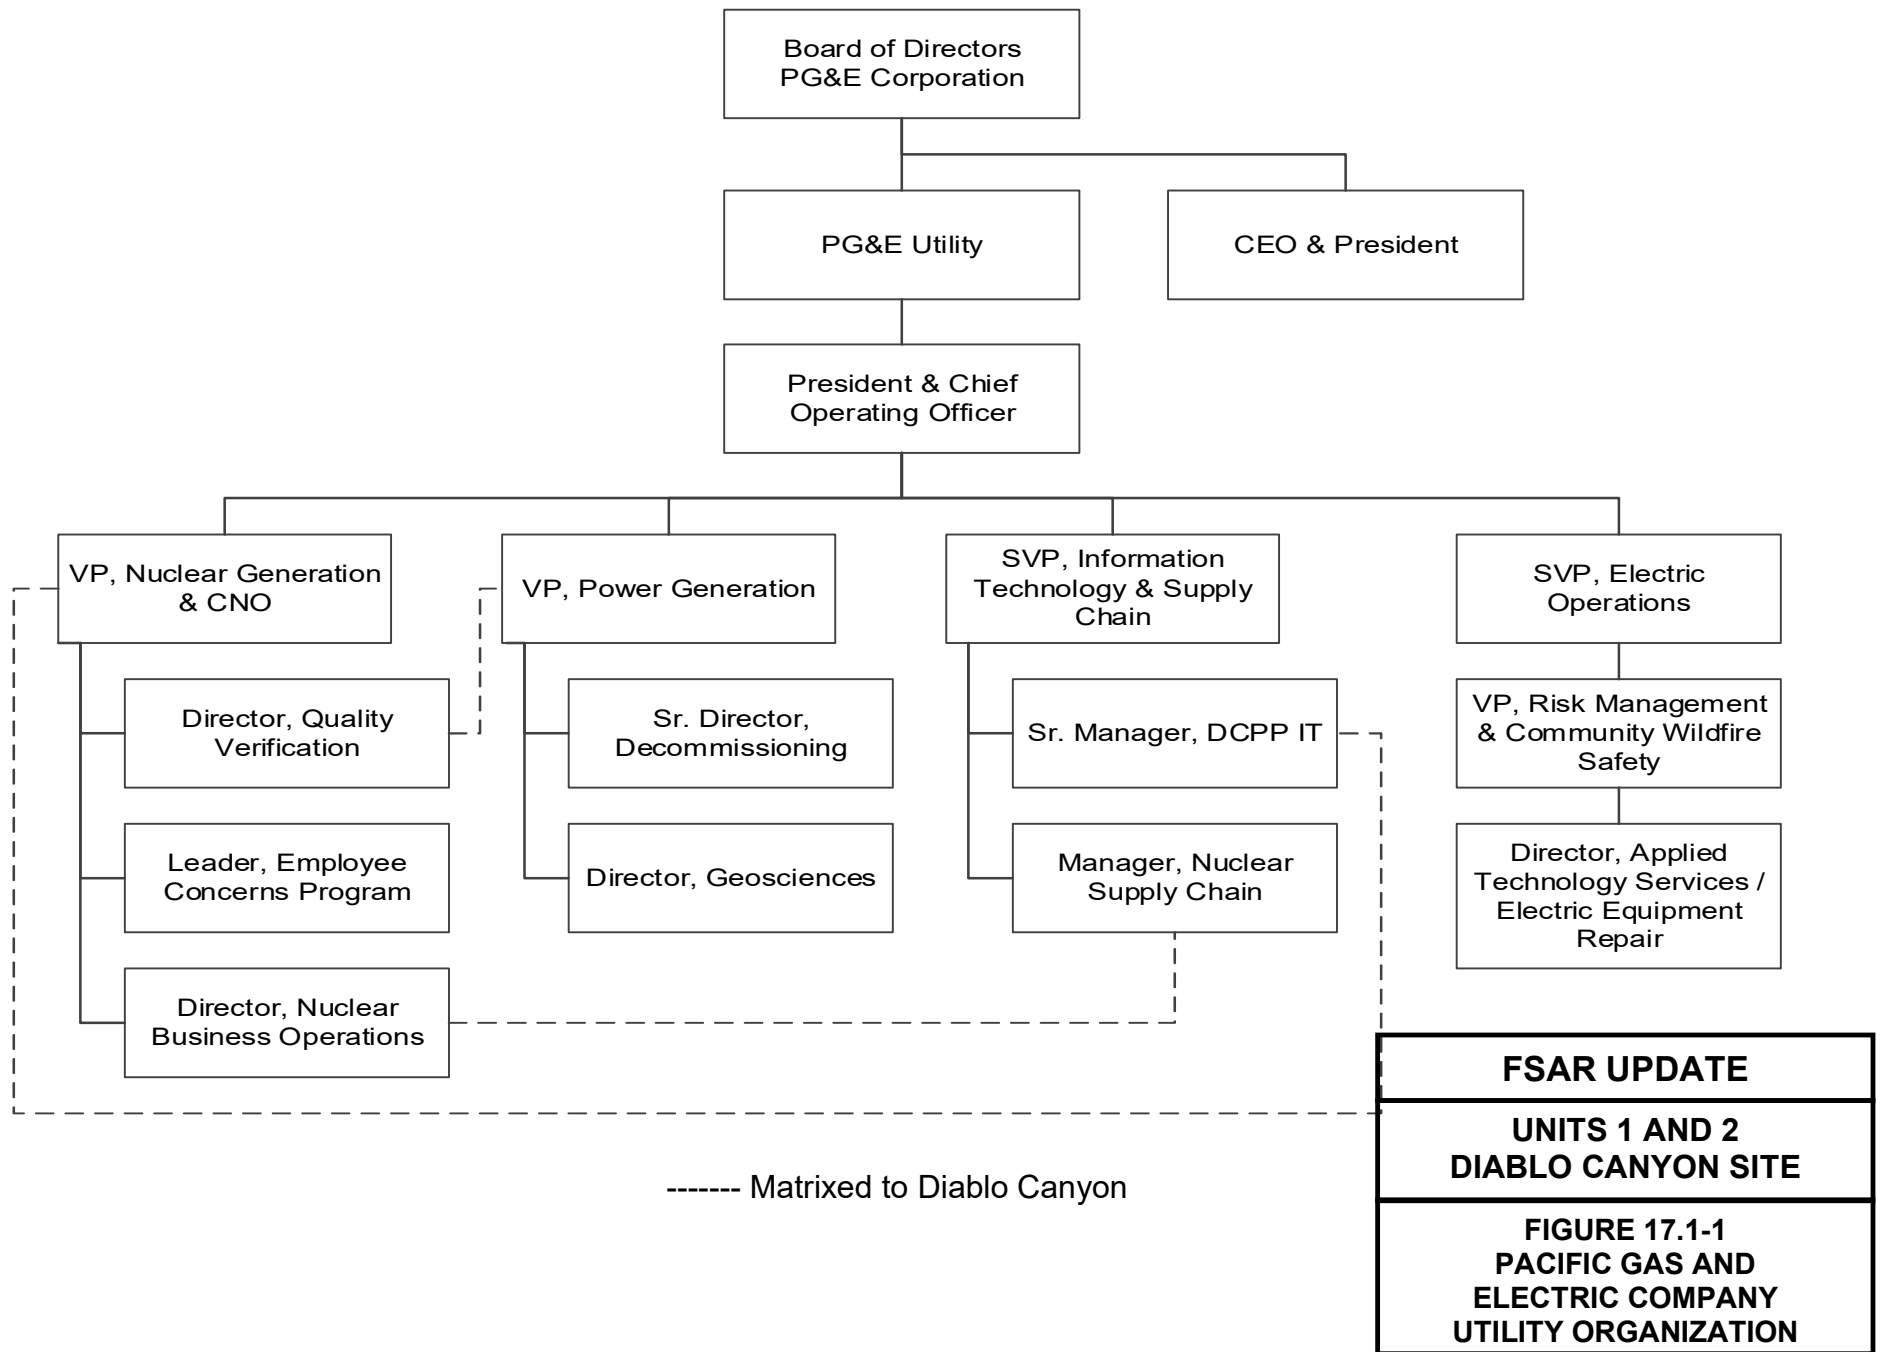 Board of Directors
PG&E Corporation
PG&E Utility
CEO & President
President & Chief
Operating Officer
VP, Nuclear Generation
& CNO
VP, Power Generation
SVP, Information
Technology & Supply
Chain
SVP, Electric
Operations
Director, Quality
Verification
Sr. Director,
Decommissioning
Sr. Manager, DCPP IT
VP, Risk Management
& Community Wildfire
Safety
Leader, Employee
Concerns Program
Director, Geosciences
Manager, Nuclear
Supply Chain
Director, Applied
Technology Services /
Electric Equipment
Repair
Director, Nuclear
Business Operations
------- Matrixed to Diablo Canyon
FSAR UPDATE
UNITS 1 AND 2
DIABLO CANYON SITE
FIGURE 17.1-1
PACIFIC GAS AND
ELECTRIC COMPANY
UTILITY ORGANIZATION